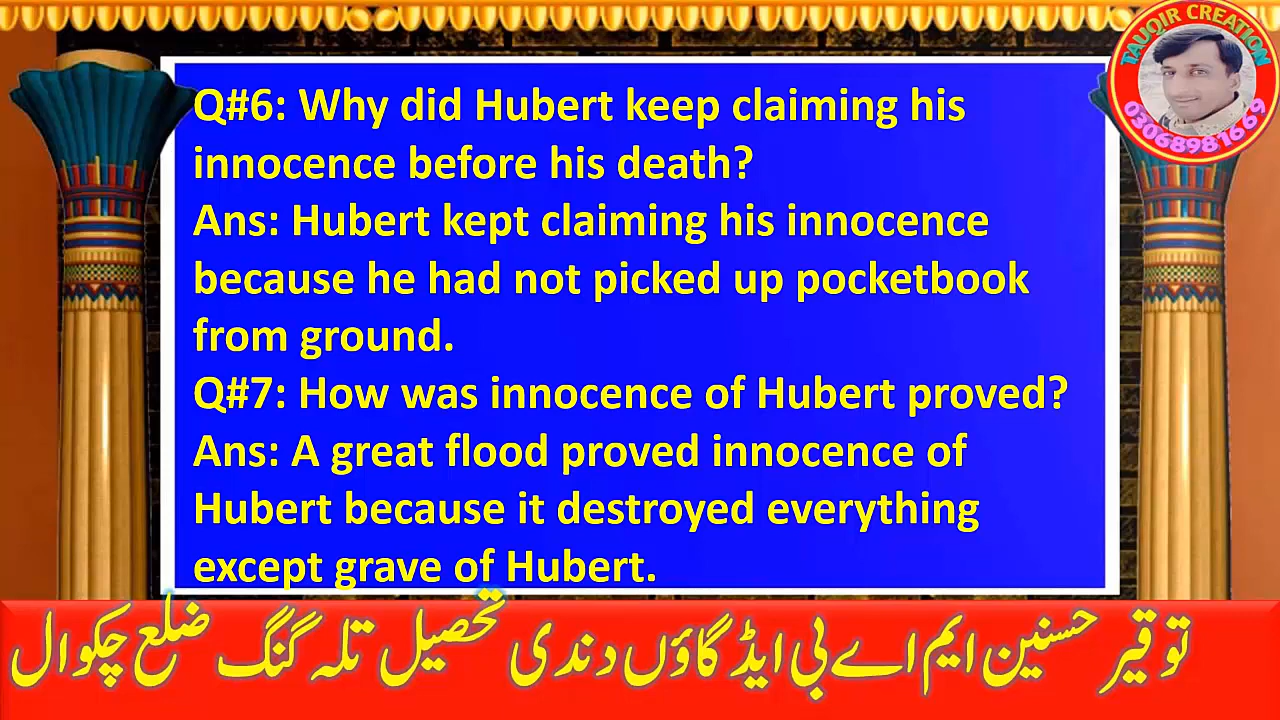 TAUQIR CREATION
03068981669
Q#6: Why did Hubert keep claiming his
innocence before his death?
Ans: Hubert kept claiming his innocence
because he had not picked up pocketbook
from ground.
Q#7: How was innocence of Hubert proved?
Ans: A great flood proved innocence of
Hubert because it destroyed everything
except grave of Hubert.
توقیر حسنین ایم اے بی ایڈ گاؤں دندی تحصیل تلہ گنگ ضلع چکوال